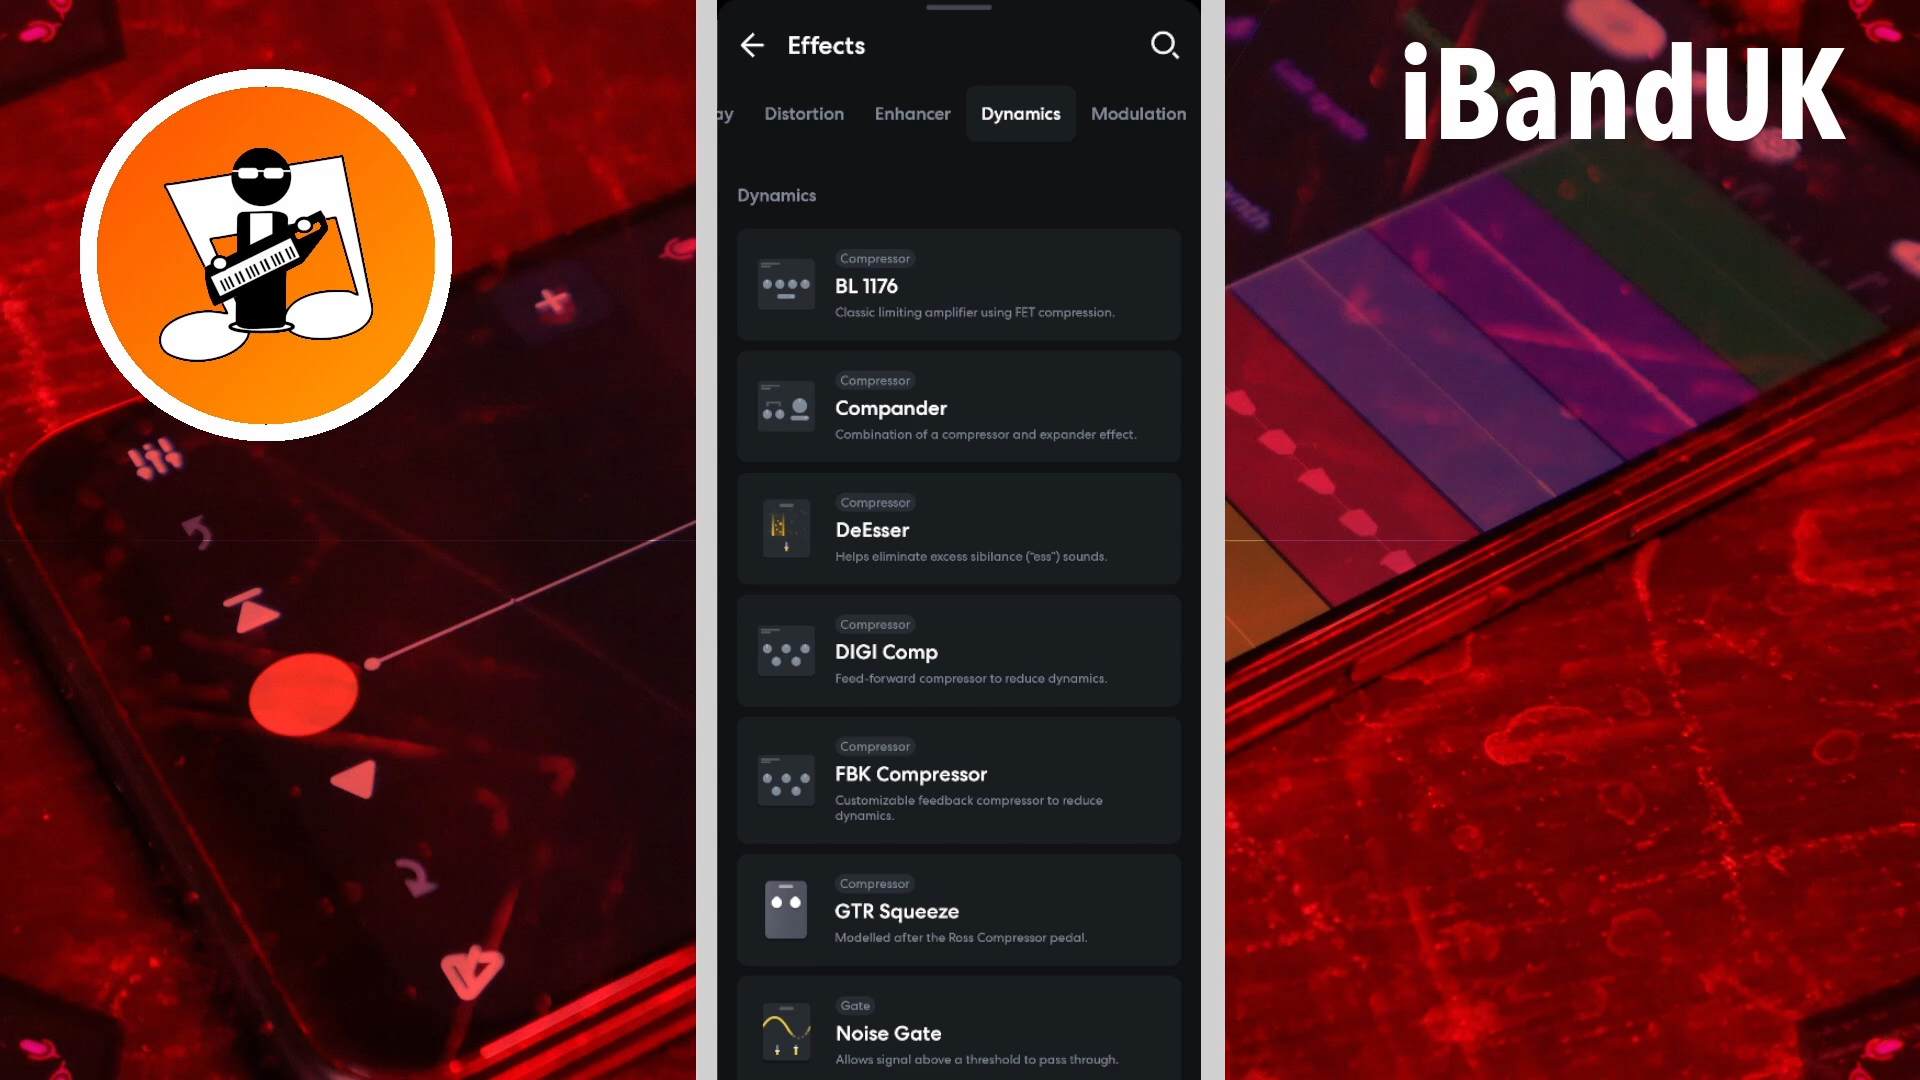 iBandUK
Effects
ay Distortion Enhancer Dynamics Modulation
Dynamics
Compressor
BL 1176
Classic limiting amplifier using FET compression.
Compressor
Compander
Combination of a compressor and expander effect.
Compressor
DeEsser
Helps eliminate excess sibilance ("ess") sounds.
Compressor
DIGI Comp
Feed-forward compressor to reduce dynamics.
Compressor
FBK Compressor
Customizable feedback compressor to reduce
dynamics.
Compressor
GTR Squeeze
Modelled after the Ross Compressor pedal.
Gate
Noise Gate
Allows signal above a threshold to pass through.